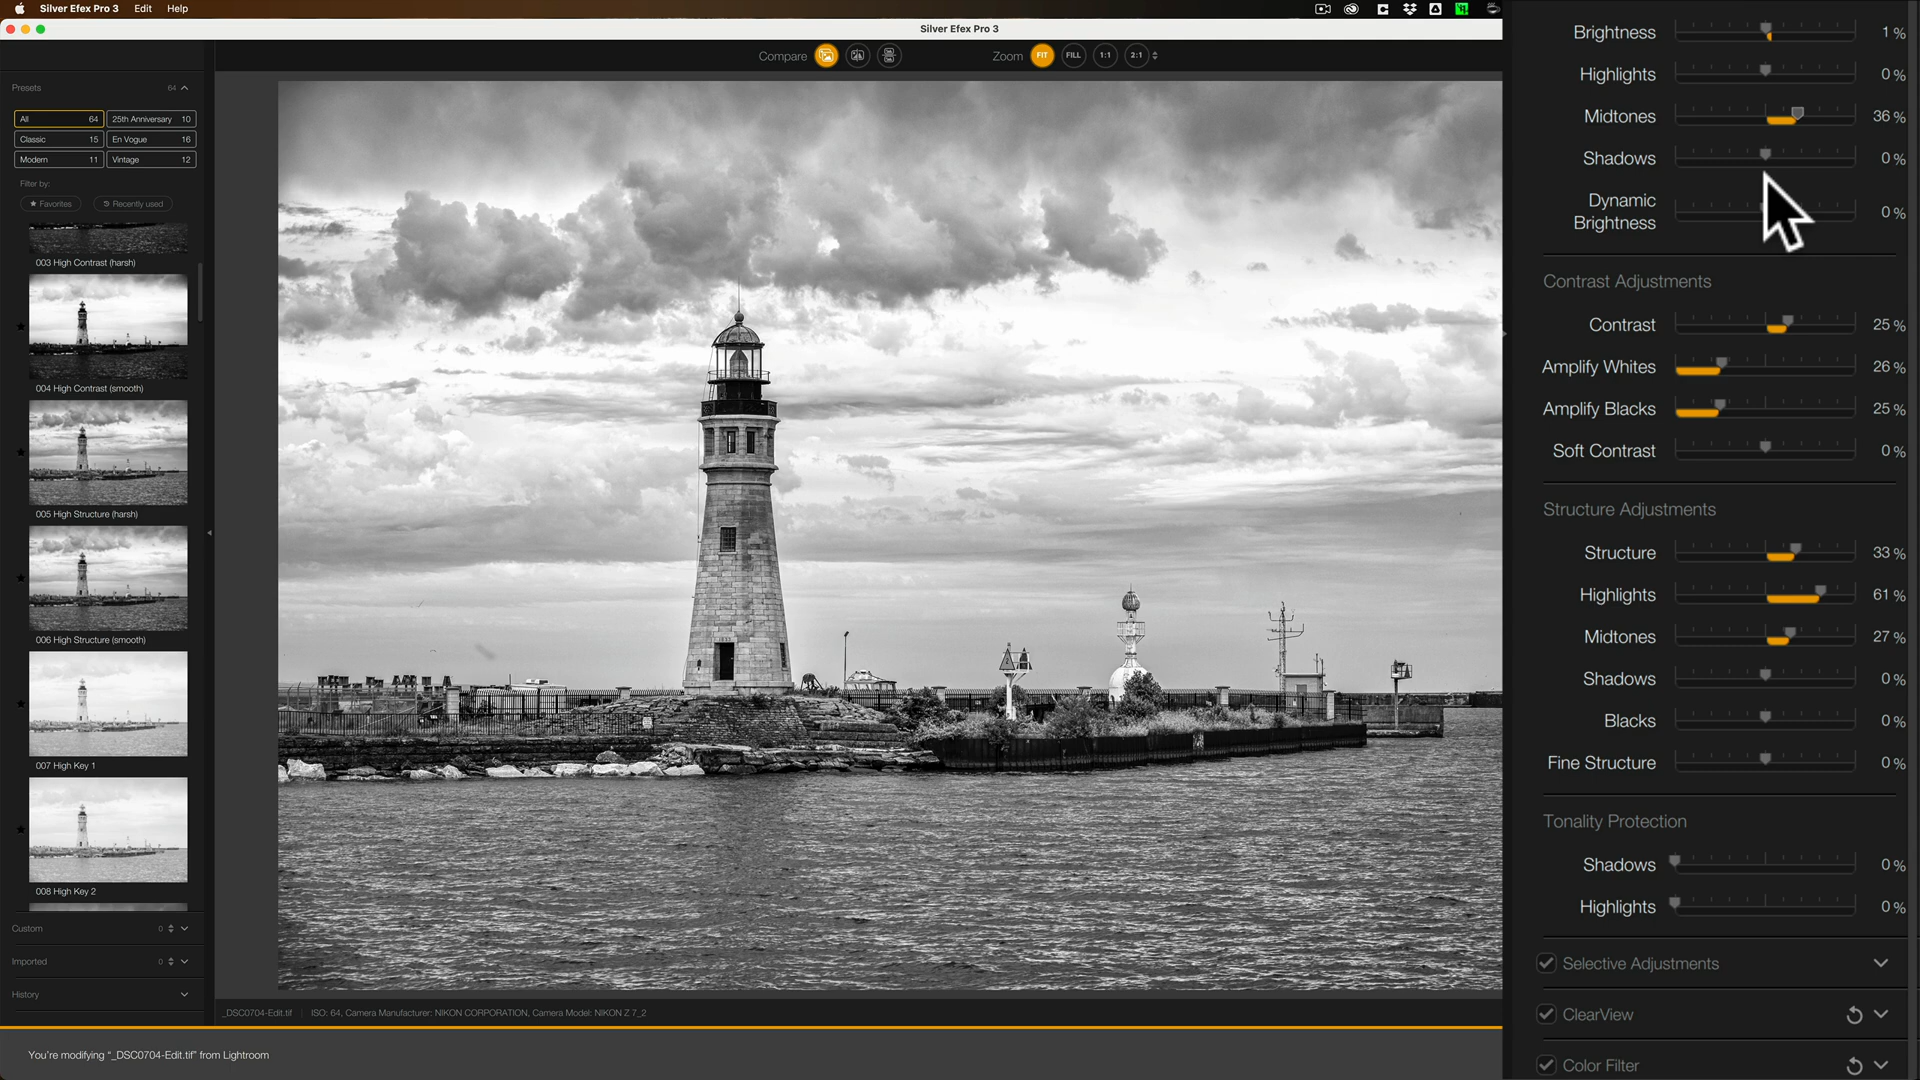 Silver Efex Pro 3 Edit Help
Silver Efex Pro 3
Compare Zoom FIT FILL 1:1 2:1
Presets 64
All 64 25th Anniversary 10
Classic 15 En Vogue 16
Modern 11 Vintage 12
Filter by:
Favorites Recently used
003 High Contrast (harsh)
004 High Contrast (smooth)
005 High Structure (harsh)
006 High Structure (smooth)
007 High Key 1
008 High Key 2
Custom 0
Imported 0
History
_DSC0704-Edit.tif ISO: 64, Camera Manufacturer: NIKON CORPORATION, Camera Model: NIKON Z 7_2
You're modifying "_DSC0704-Edit.tif" from Lightroom
Brightness 1 %
Highlights 0 %
Midtones 36 %
Shadows 0 %
Dynamic
Brightness 0 %
Contrast Adjustments
Contrast 25 %
Amplify Whites 26 %
Amplify Blacks 25 %
Soft Contrast 0 %
Structure Adjustments
Structure 33 %
Highlights 61 %
Midtones 27 %
Shadows 0 %
Blacks 0 %
Fine Structure 0 %
Tonality Protection
Shadows 0 %
Highlights 0 %
Selective Adjustments
ClearView
Color Filter